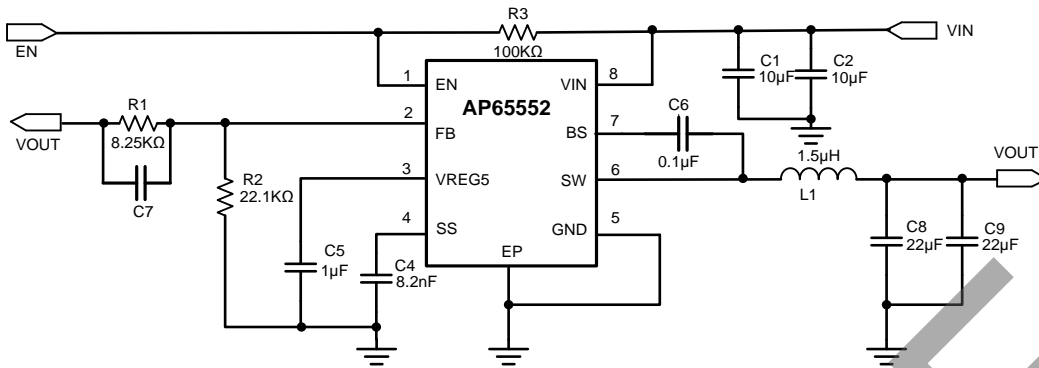 R3
EN
100KΩ
VIN
C1
10µF
C2
10µF
1
EN
VIN
8
AP65552
R1
VOUT
8.25KΩ
C7
2
FB
BS
7
C6
0.1µF
R2
22.1KΩ
3
VREG5
SW
6
1.5µH
L1
VOUT
4
SS
GND
5
EP
C5
1µF
C4
8.2nF
C8
22µF
C9
22µF